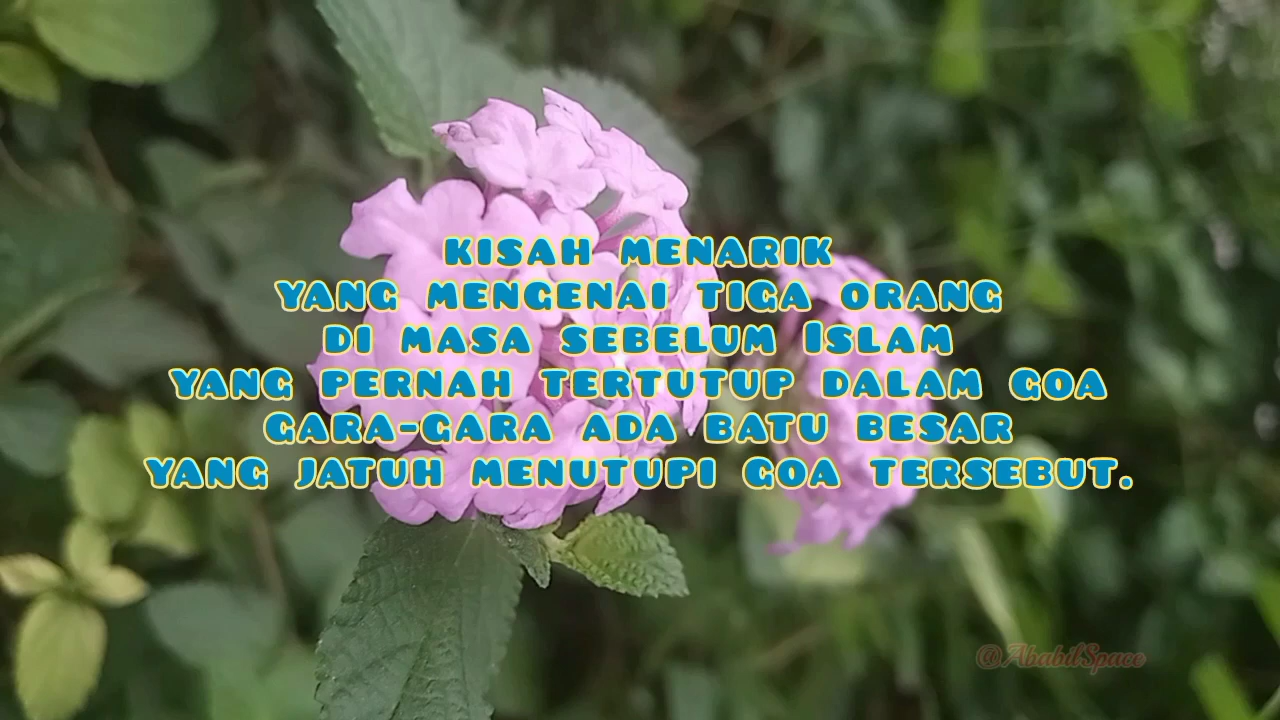 KISAH MENARIK
YANG MENGENAI TIGA ORANG
DI MASA SEBELUM ISLAM
YANG PERNAH TERTUTUP DALAM GOA
GARA-GARA ADA BATU BESAR
YANG JATUH MENUTUPI GOA TERSEBUT.
@AbabilSpace